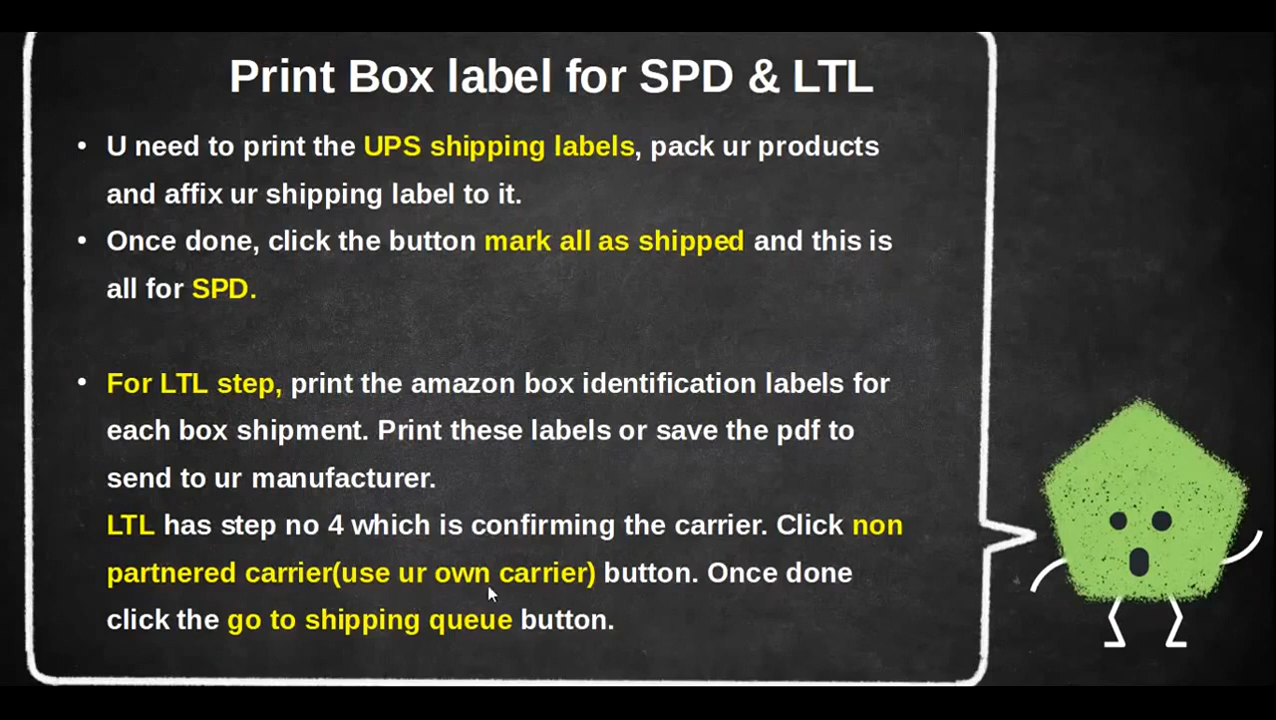 Print Box label for SPD & LTL
• U need to print the UPS shipping labels, pack ur products
and affix ur shipping label to it.
• Once done, click the button mark all as shipped and this is
all for SPD.
• For LTL step, print the amazon box identification labels for
each box shipment. Print these labels or save the pdf to
send to ur manufacturer.
LTL has step no 4 which is confirming the carrier. Click non
partnered carrier(use ur own carrier) button. Once done
click the go to shipping queue button.